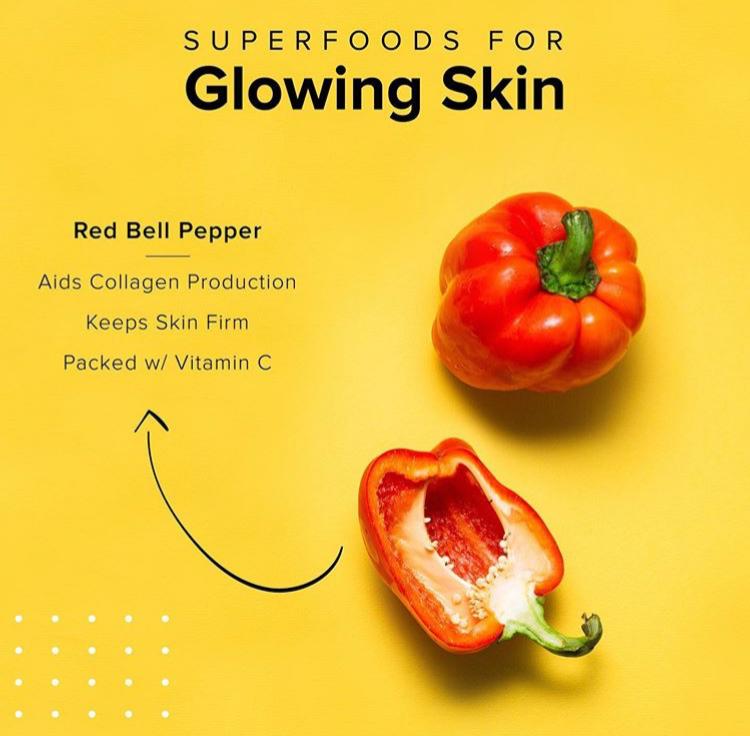 SUPERFOODS FOR
Glowing Skin
Red Bell Pepper
Aids Collagen Production
Keeps Skin Firm
Packed w/ Vitamin C